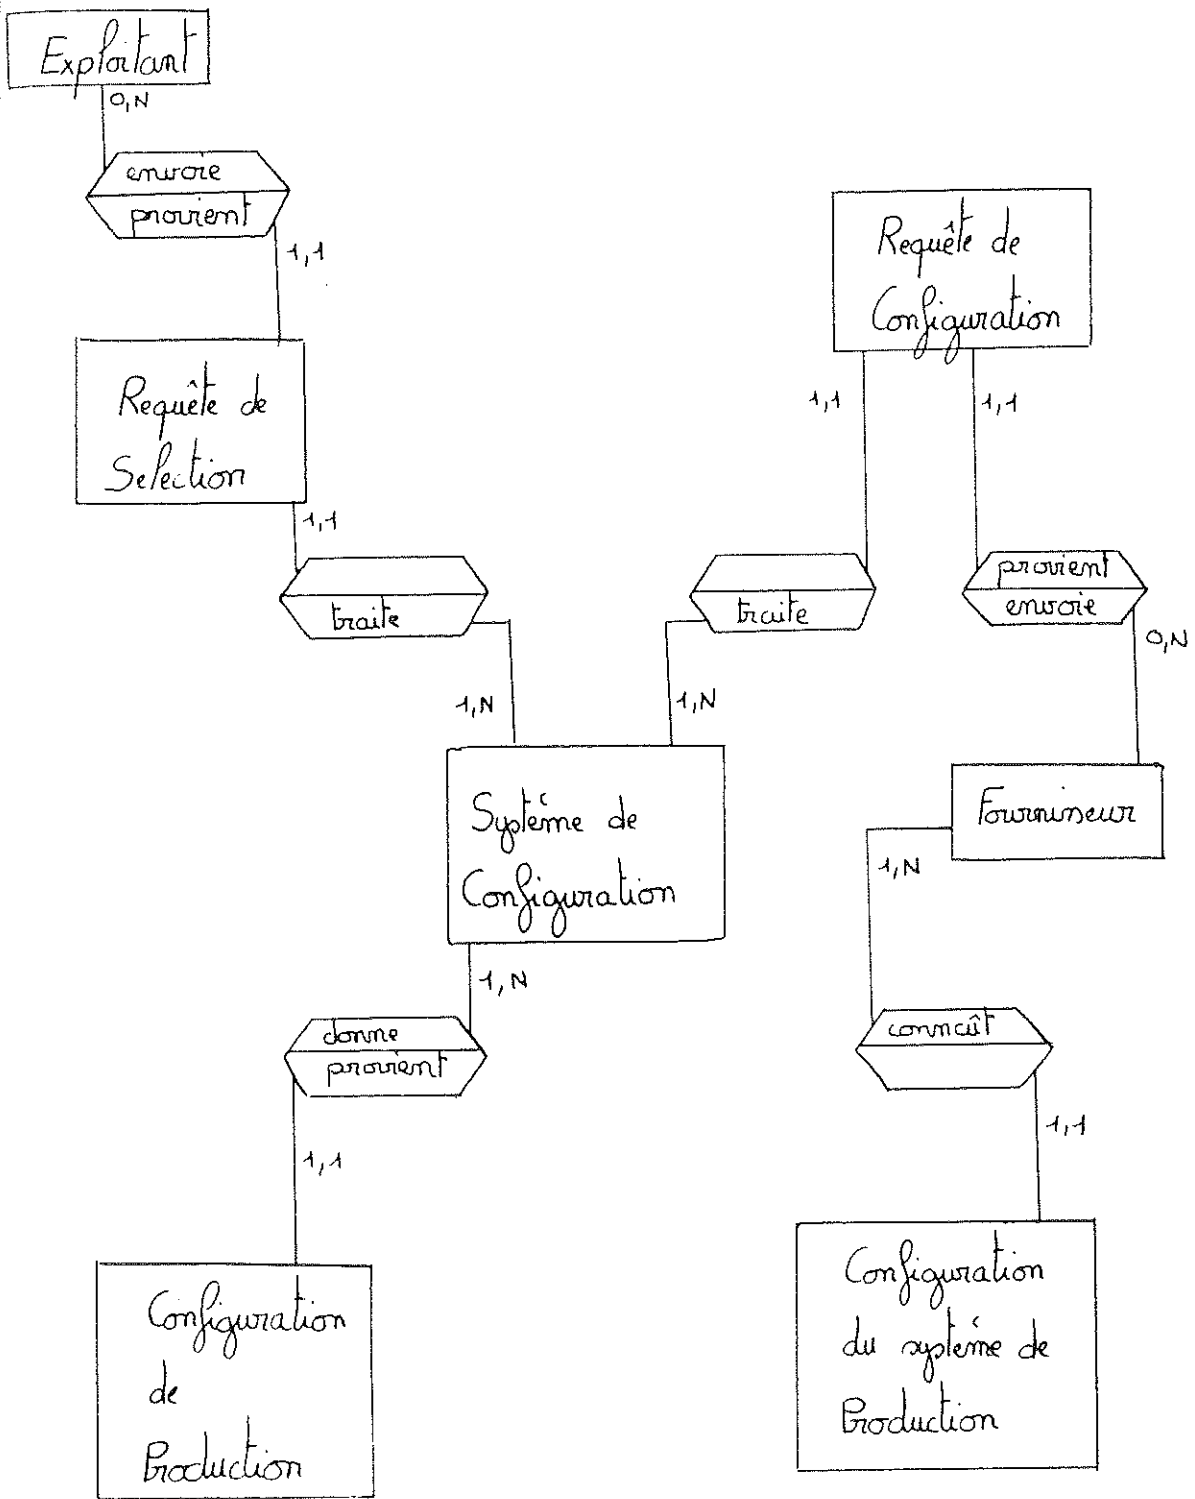 Exploitant
0,N
envoie
provient
1,1
Requête de
Selection
1,1
traite
1,N
Requête de
Configuration
1,1
1,1
traite
1,N
provient
envoie
0,N
Fournisseur
1,N
Systéme de
Configuration
1,N
donne
provient
1,1
Configuration
de
Production
connaît
1,1
Configuration
du systéme de
Production